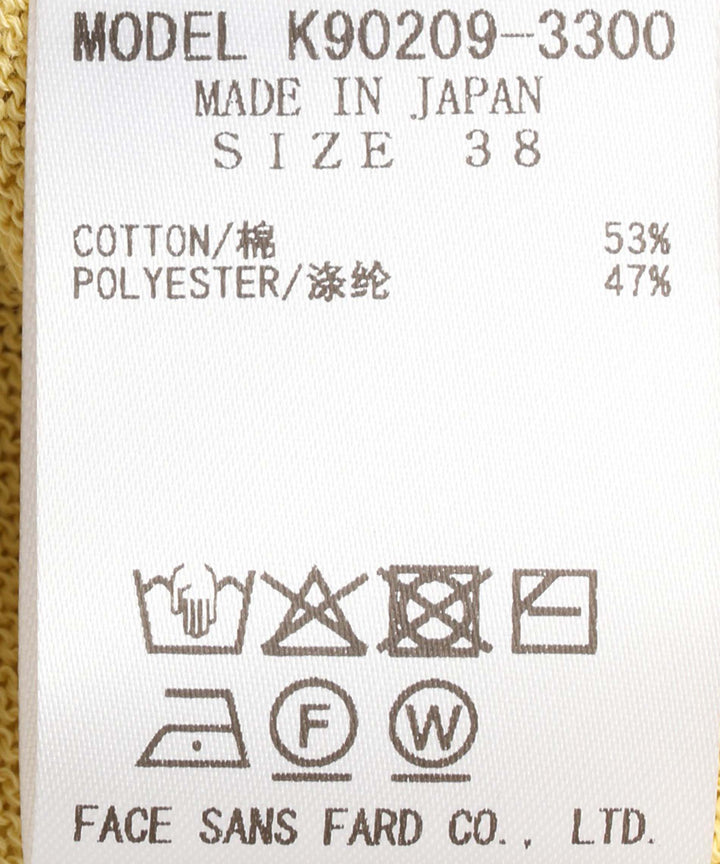 MODEL K90209-3300
MADE IN JAPAN
SIZE 38
COTTON/棉 53%
POLYESTER/涤纶 47%
F W
FACE SANS FARD CO., LTD.